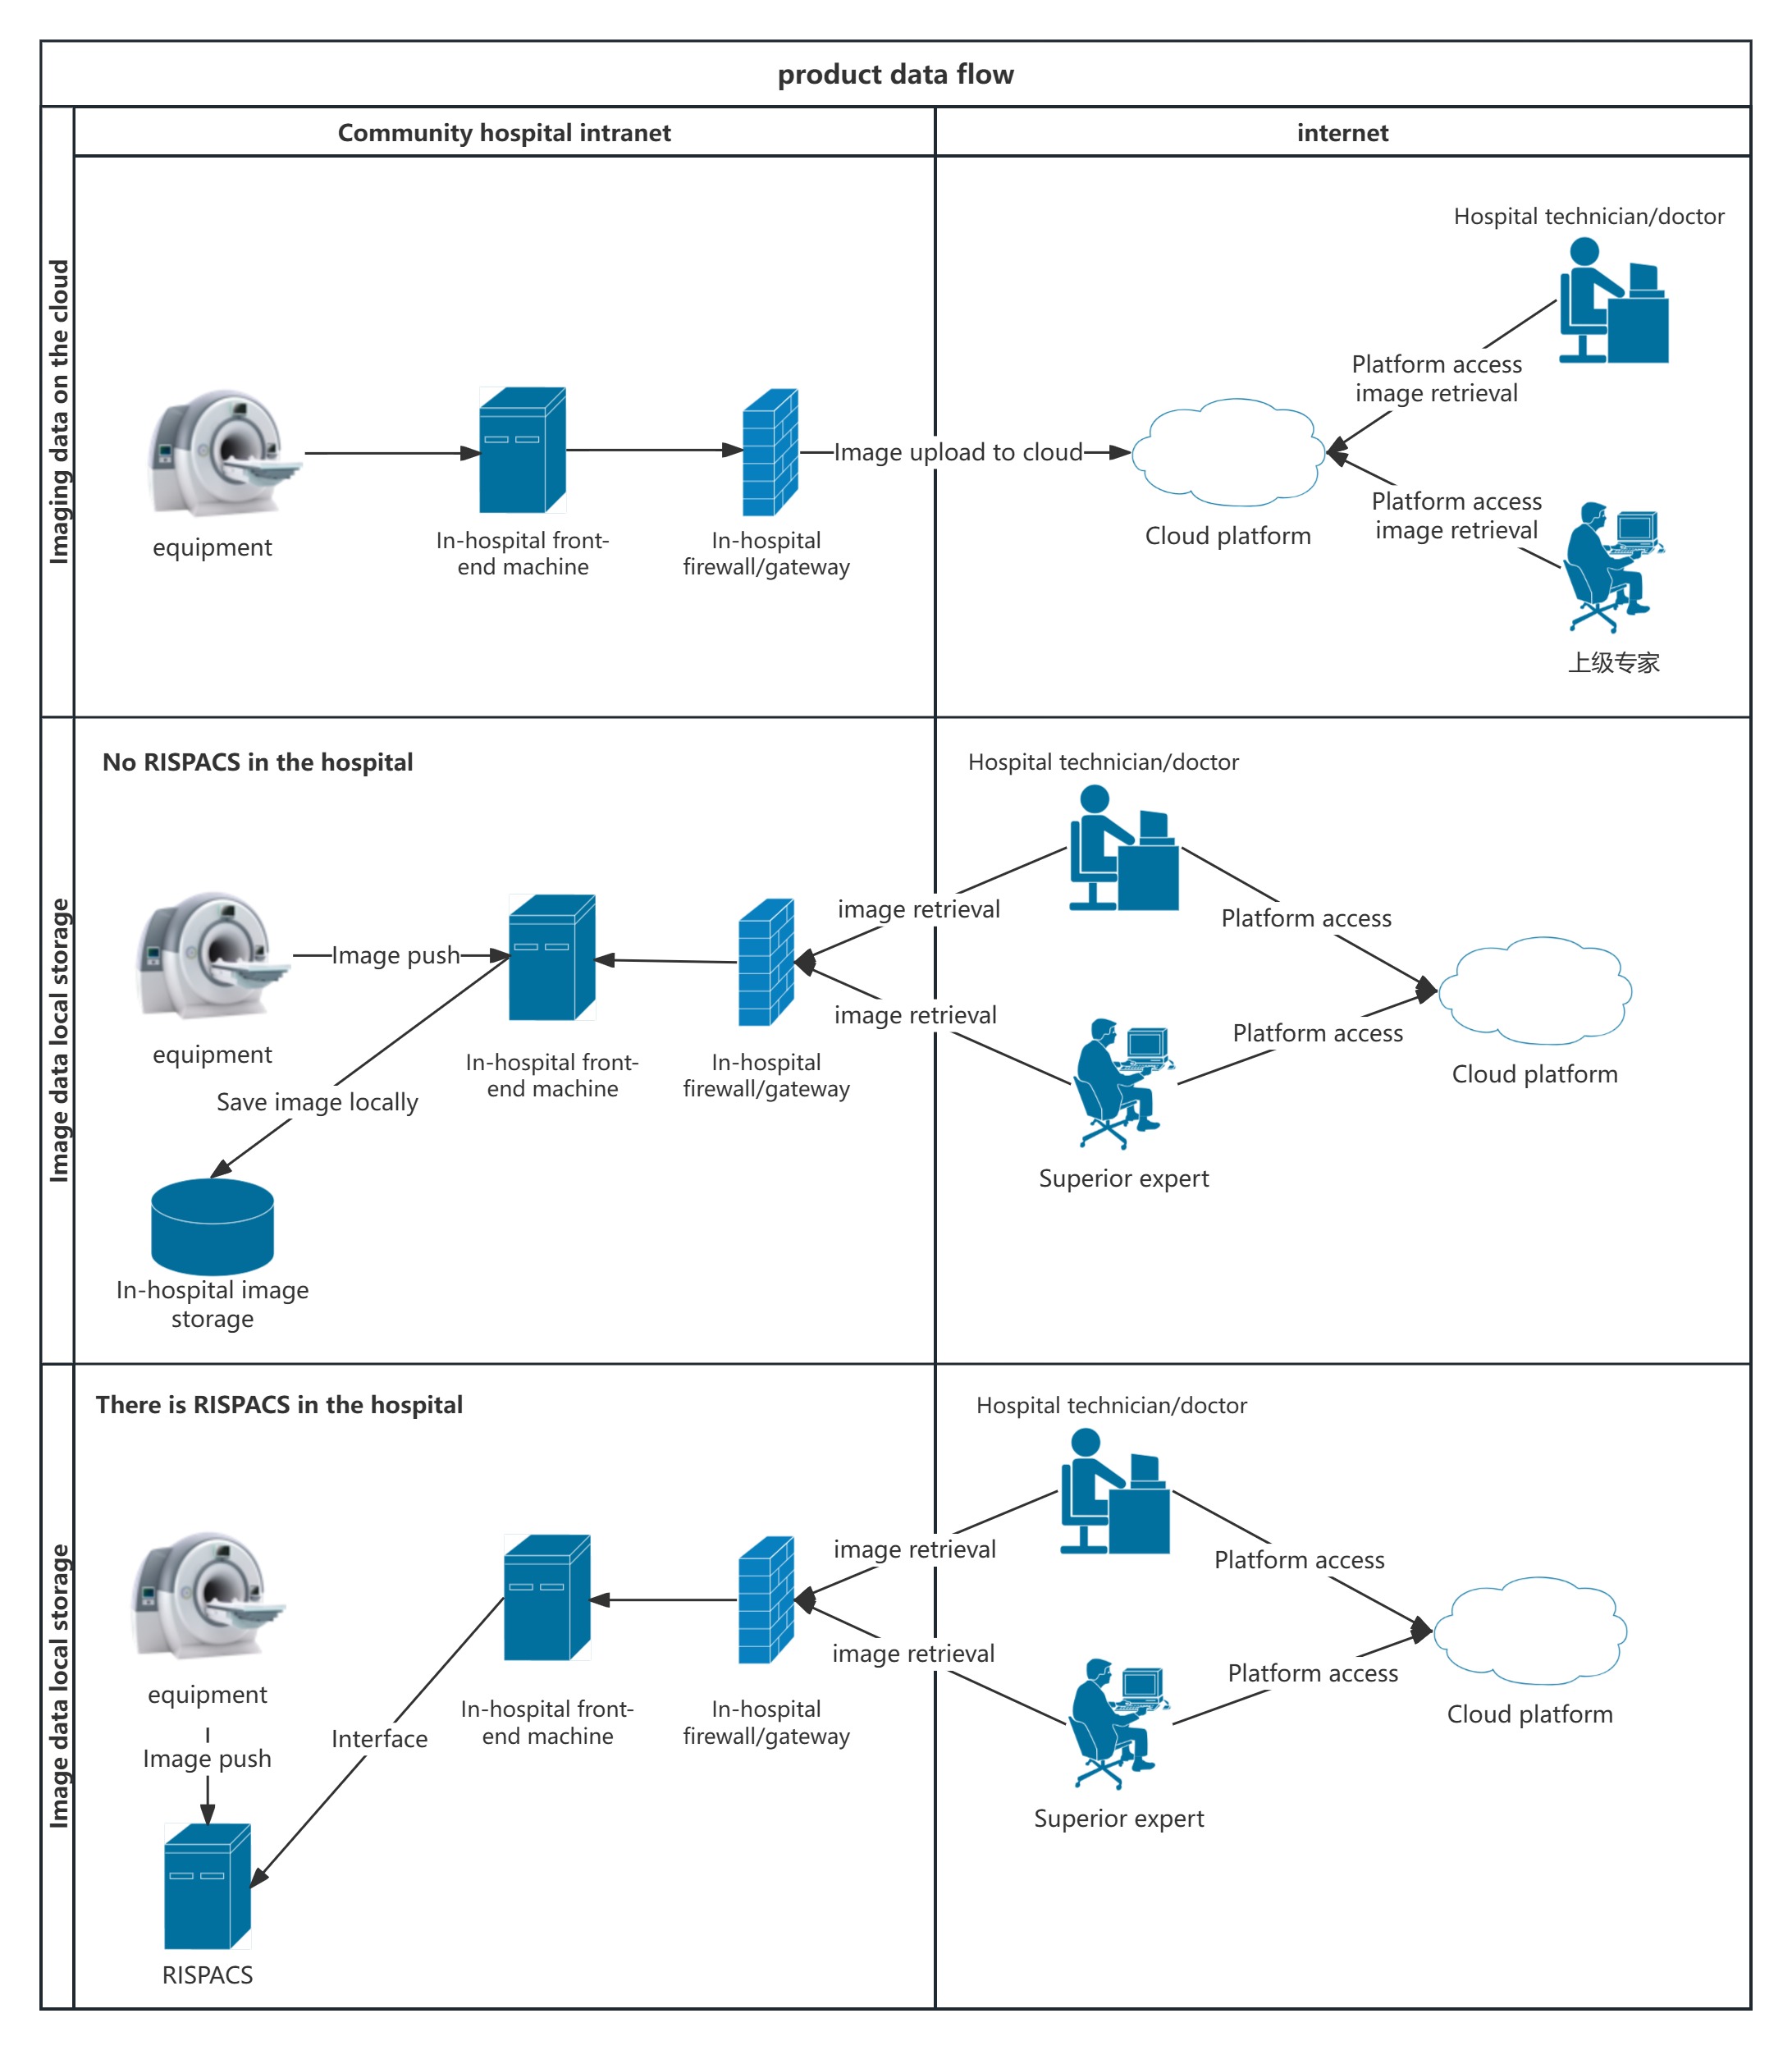 product data flow
Community hospital intranet
internet
Imaging data on the cloud
Hospital technician/doctor
Platform access
image retrieval
Image upload to cloud
Platform access
image retrieval
equipment
In-hospital front-
end machine
In-hospital
firewall/gateway
Cloud platform
上级专家
Image data local storage
No RISPACS in the hospital
Hospital technician/doctor
image retrieval
Platform access
Image push
image retrieval
Platform access
equipment
In-hospital front-
end machine
In-hospital
firewall/gateway
Cloud platform
Save image locally
Superior expert
In-hospital image
storage
Image data local storage
There is RISPACS in the hospital
Hospital technician/doctor
image retrieval
Platform access
image retrieval
Platform access
equipment
In-hospital front-
end machine
In-hospital
firewall/gateway
Cloud platform
Interface
Image push
Superior expert
RISPACS